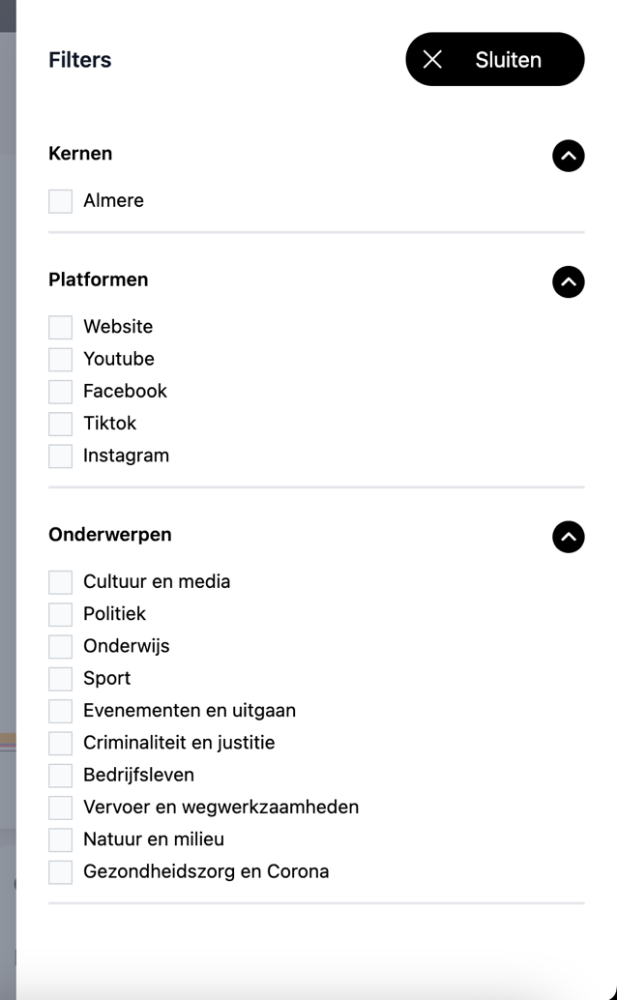 Filters
Sluiten
Kernen
Almere
Platformen
Website
Youtube
Facebook
Tiktok
Instagram
Onderwerpen
Cultuur en media
Politiek
Onderwijs
Sport
Evenementen en uitgaan
Criminaliteit en justitie
Bedrijfsleven
Vervoer en wegwerkzaamheden
Natuur en milieu
Gezondheidszorg en Corona